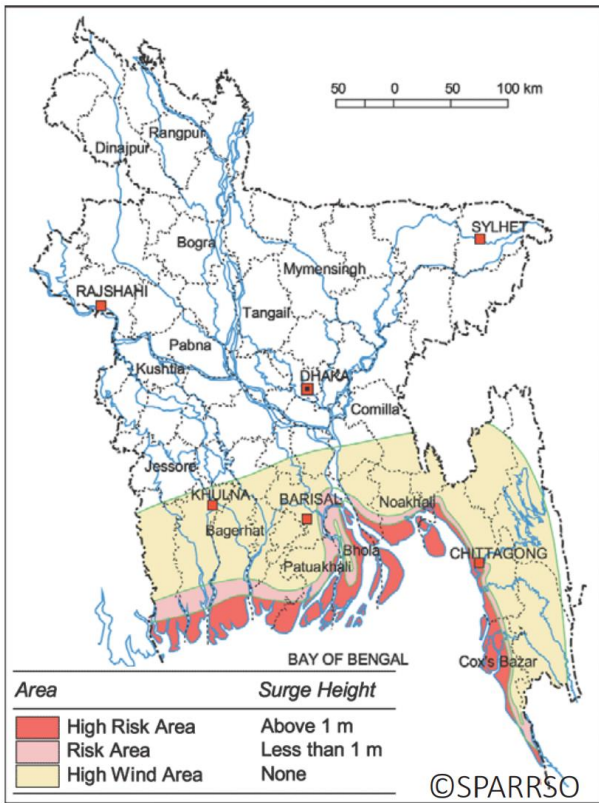 50 0 50 100 km
Rangpur
Dinajpur
SYLHET
Bogra
Mymensingh
RAJSHAHI
Tangail
Pabna
Kushtia
DHAKA
Comilla
Jessore
KHULNA
BARISAL
Noakhali
Bagerhat
Bhola
CHITTAGONG
Patuakhali
BAY OF BENGAL
Cox's Bazar
Area Surge Height
High Risk Area Above 1 m
Risk Area Less than 1 m
High Wind Area None
©SPARRSO